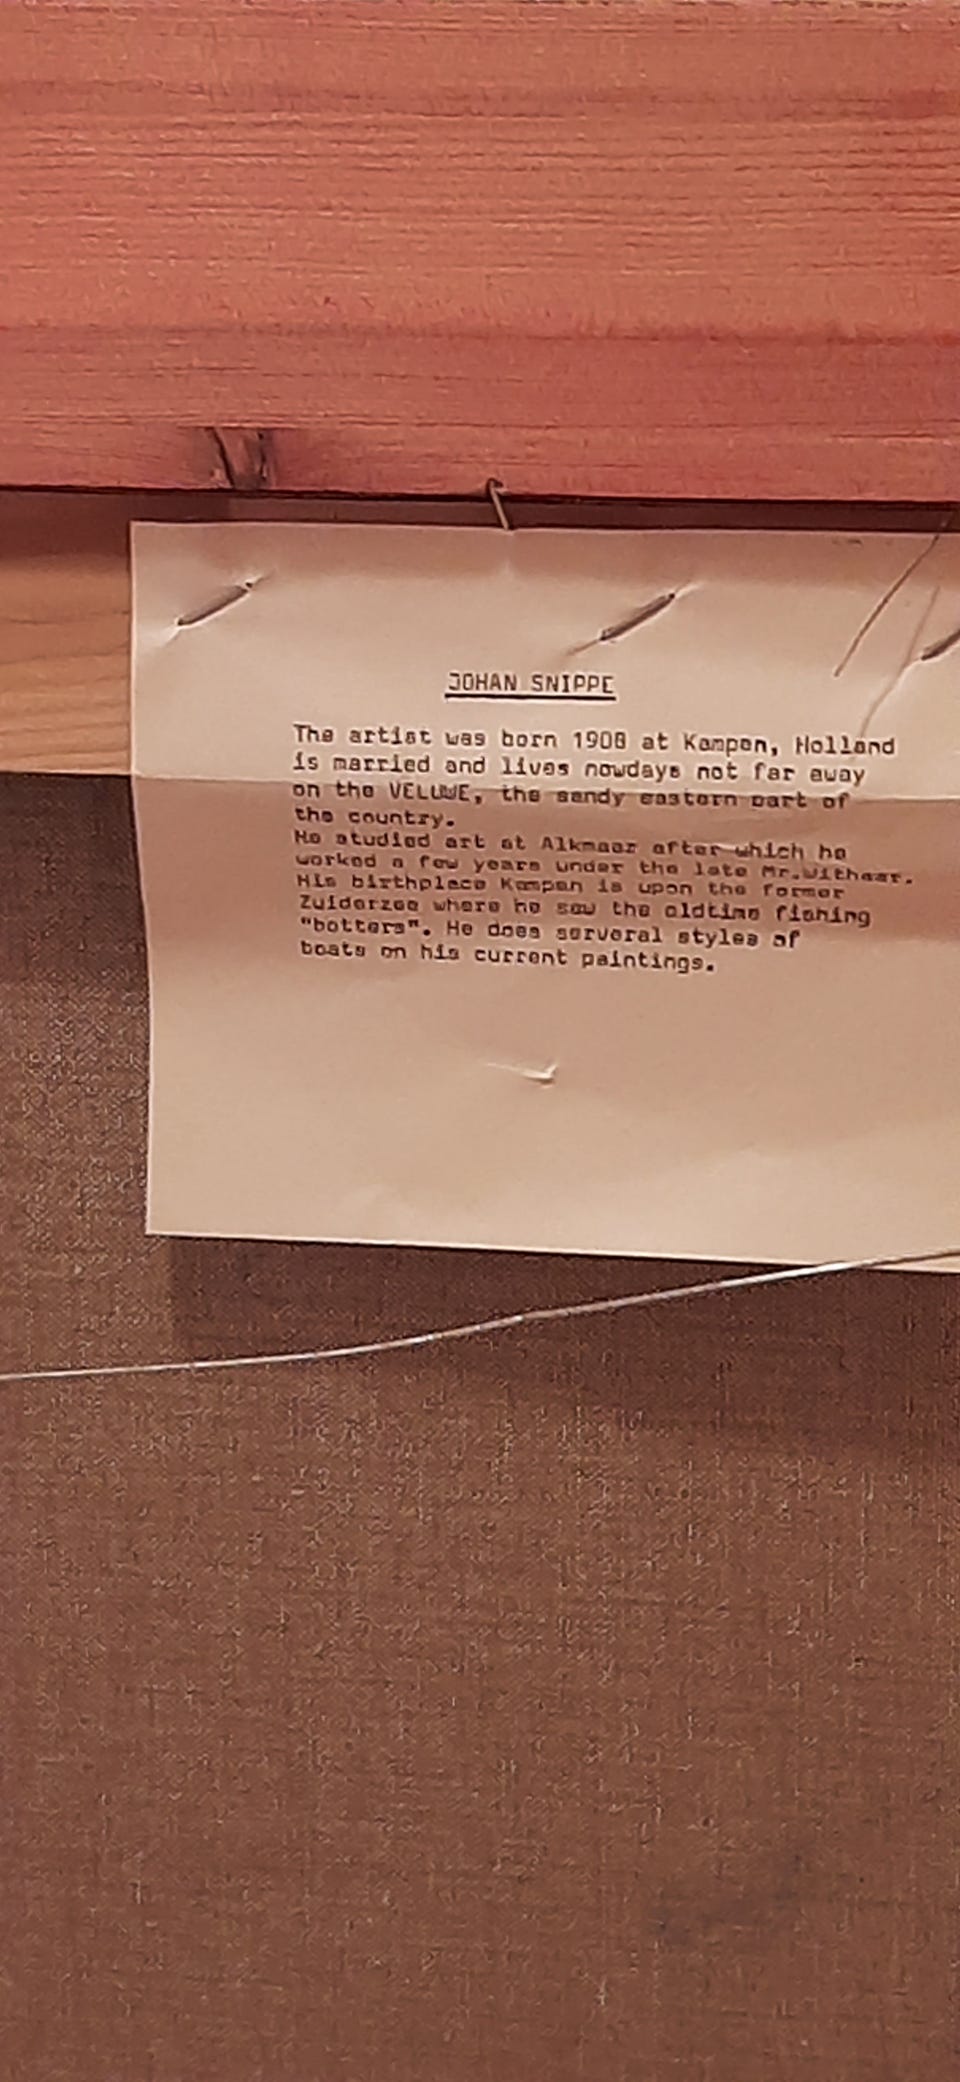 JOHAN SNIPPE
The artist was born 1908 at Kampen, Holland
is married and lives nowdays not far away
on the VELUWE, the sandy eastern part of
the country.
He studied art at Alkmaar after which he
worked a few years under the late Mr.Withaar.
His birthplace Kampen is upon the former
Zuiderzee where he saw the oldtime fishing
"botters". He does serveral styles of
boats on his current paintings.